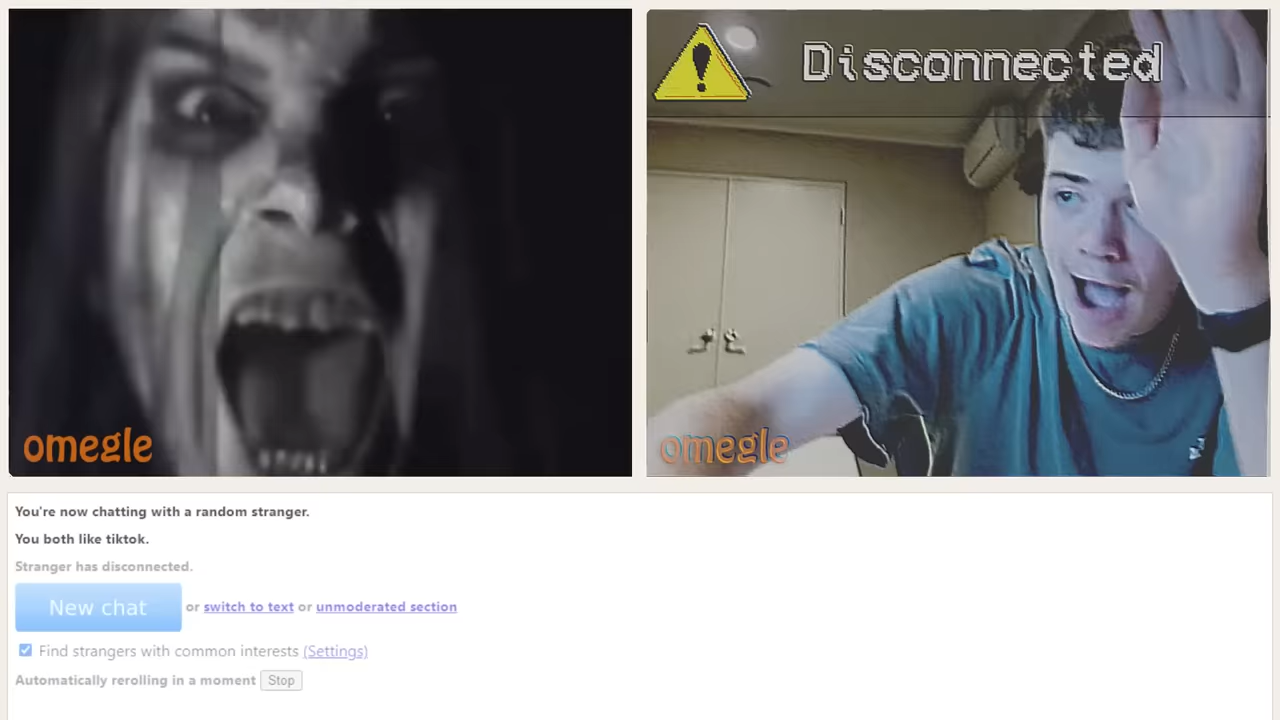 Disconnected
omegle
omegle
You're now chatting with a random stranger.
You both like tiktok.
Stranger has disconnected.
New chat or switch to text or unmoderated section
Find strangers with common interests (Settings)
Automatically rerolling in a moment Stop